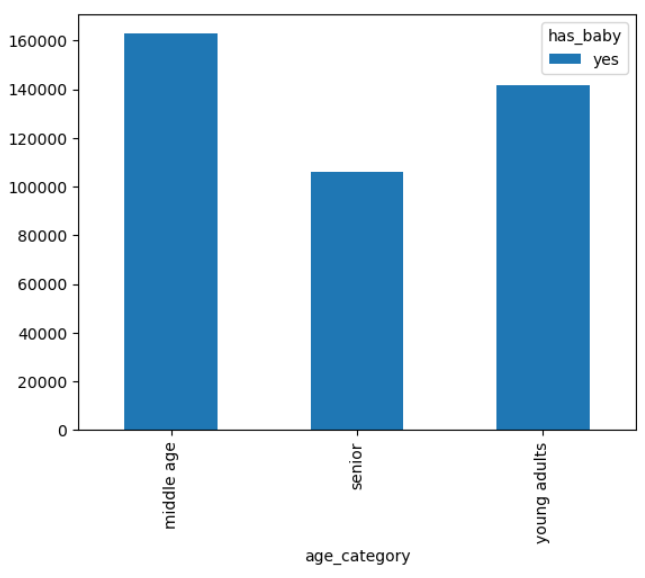 has_baby
yes
160000
140000
120000
100000
80000
60000
40000
20000
0
middle age
senior
young adults
age_category